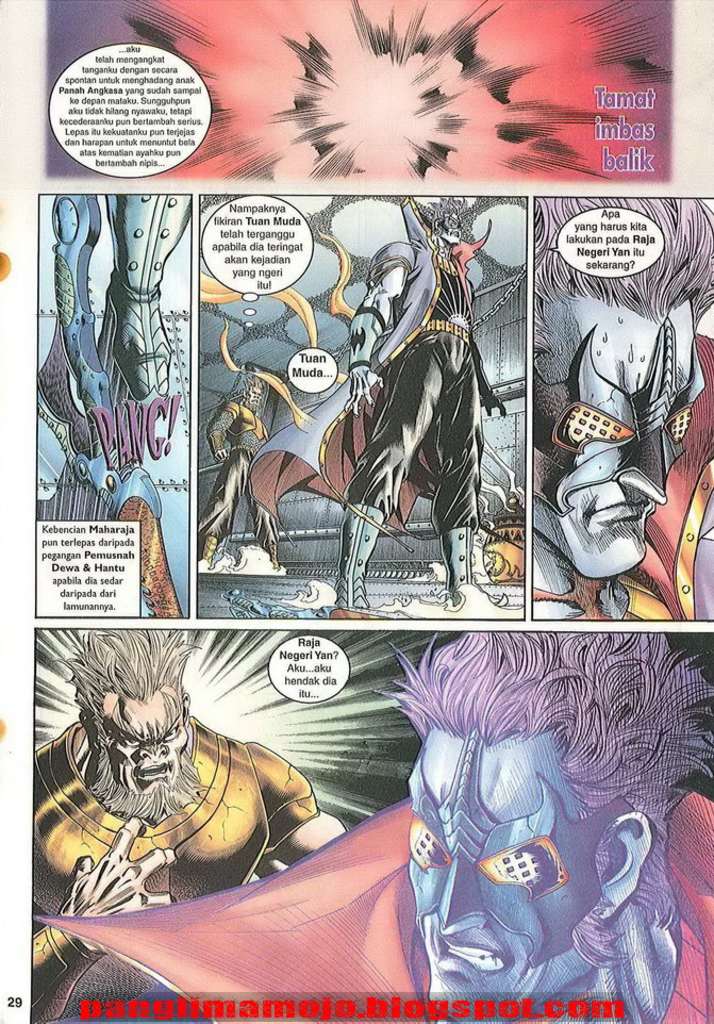 ...aku
telah mengangkat
tanganku dengan secara
spontan untuk menghadang anak
Panah Angkasa yang sudah sampai
ke depan mataku. Sungguhpun
aku tidak hilang nyawaku, tetapi
kecederaanku pun bertambah serius.
Lepas itu kekuatanku pun terjejas
dan harapan untuk menuntut bela
atas kematian ayahku pun
bertambah nipis...
Tamat
imbas
balik
PANG!
Kebencian Maharaja
pun terlepas daripada
pegangan Pemusnah
Dewa & Hantu
apabila dia sedar
daripada dari
lamunannya.
Nampaknya
fikiran Tuan Muda
telah terganggu
apabila dia teringat
akan kejadian
yang ngeri
itu!
Tuan
Muda...
Apa
yang harus kita
lakukan pada Raja
Negeri Yan itu
sekarang?
Raja
Negeri Yan?
Aku...aku
hendak dia
itu...
29
panglimamojo.blogspot.com